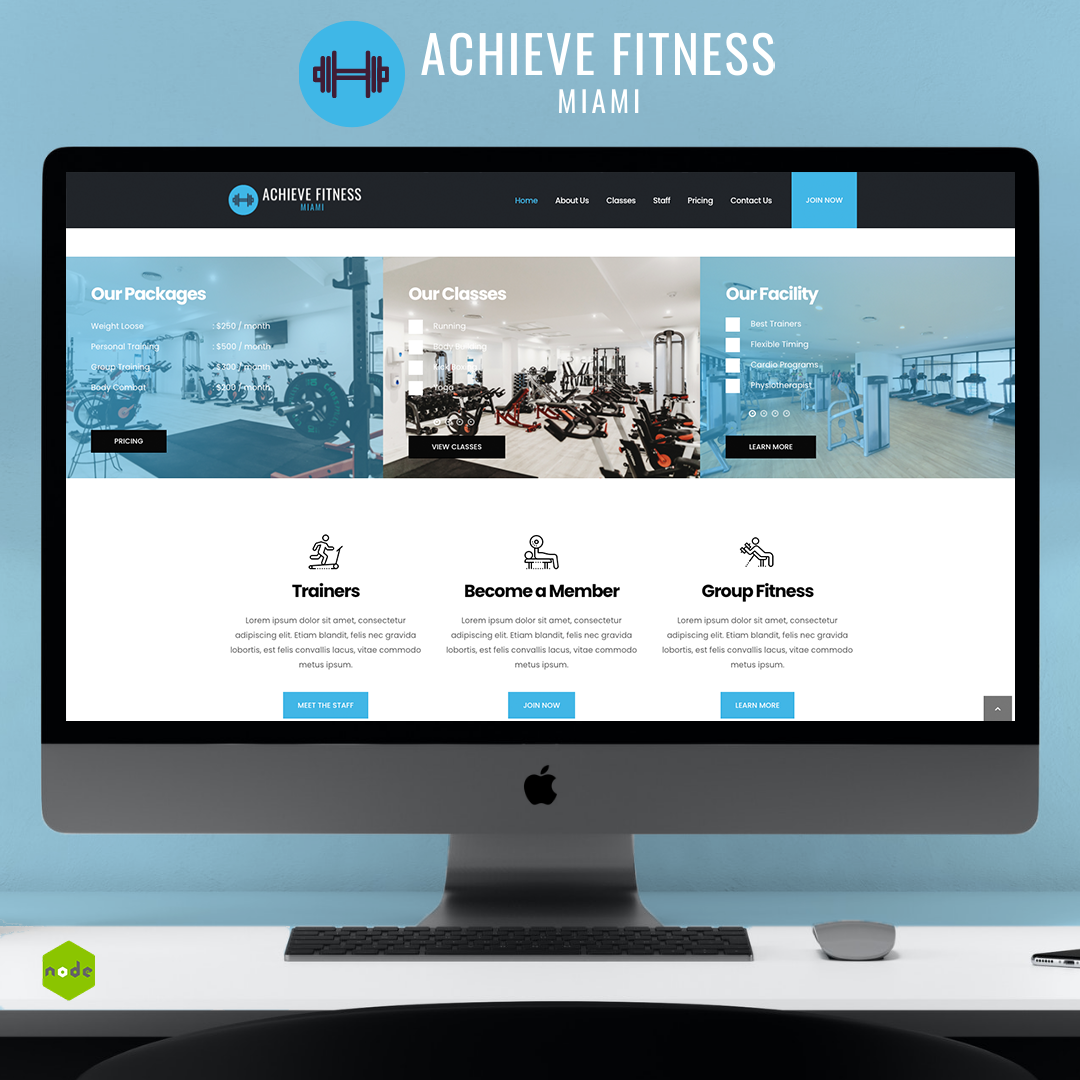 ACHIEVE FITNESS
MIAMI
ACHIEVE FITNESS
MIAMI
Home About Us Classes Staff Pricing Contact Us JOIN NOW
Our Packages
Weight Loose : $250 / month
Personal Training : $500 / month
Group Training : $300 / month
Body Combat : $200 / month
PRICING
Our Classes
Running
Body Building
Kick Boxing
Yoga
VIEW CLASSES
Our Facility
Best Trainers
Flexible Timing
Cardio Programs
Physiotherapist
LEARN MORE
Trainers
Lorem ipsum dolor sit amet, consectetur
adipiscing elit. Etiam blandit, felis nec gravida
lobortis, est felis convallis lacus, vitae commodo
metus ipsum.
MEET THE STAFF
Become a Member
Lorem ipsum dolor sit amet, consectetur
adipiscing elit. Etiam blandit, felis nec gravida
lobortis, est felis convallis lacus, vitae commodo
metus ipsum.
JOIN NOW
Group Fitness
Lorem ipsum dolor sit amet, consectetur
adipiscing elit. Etiam blandit, felis nec gravida
lobortis, est felis convallis lacus, vitae commodo
metus ipsum.
LEARN MORE
node